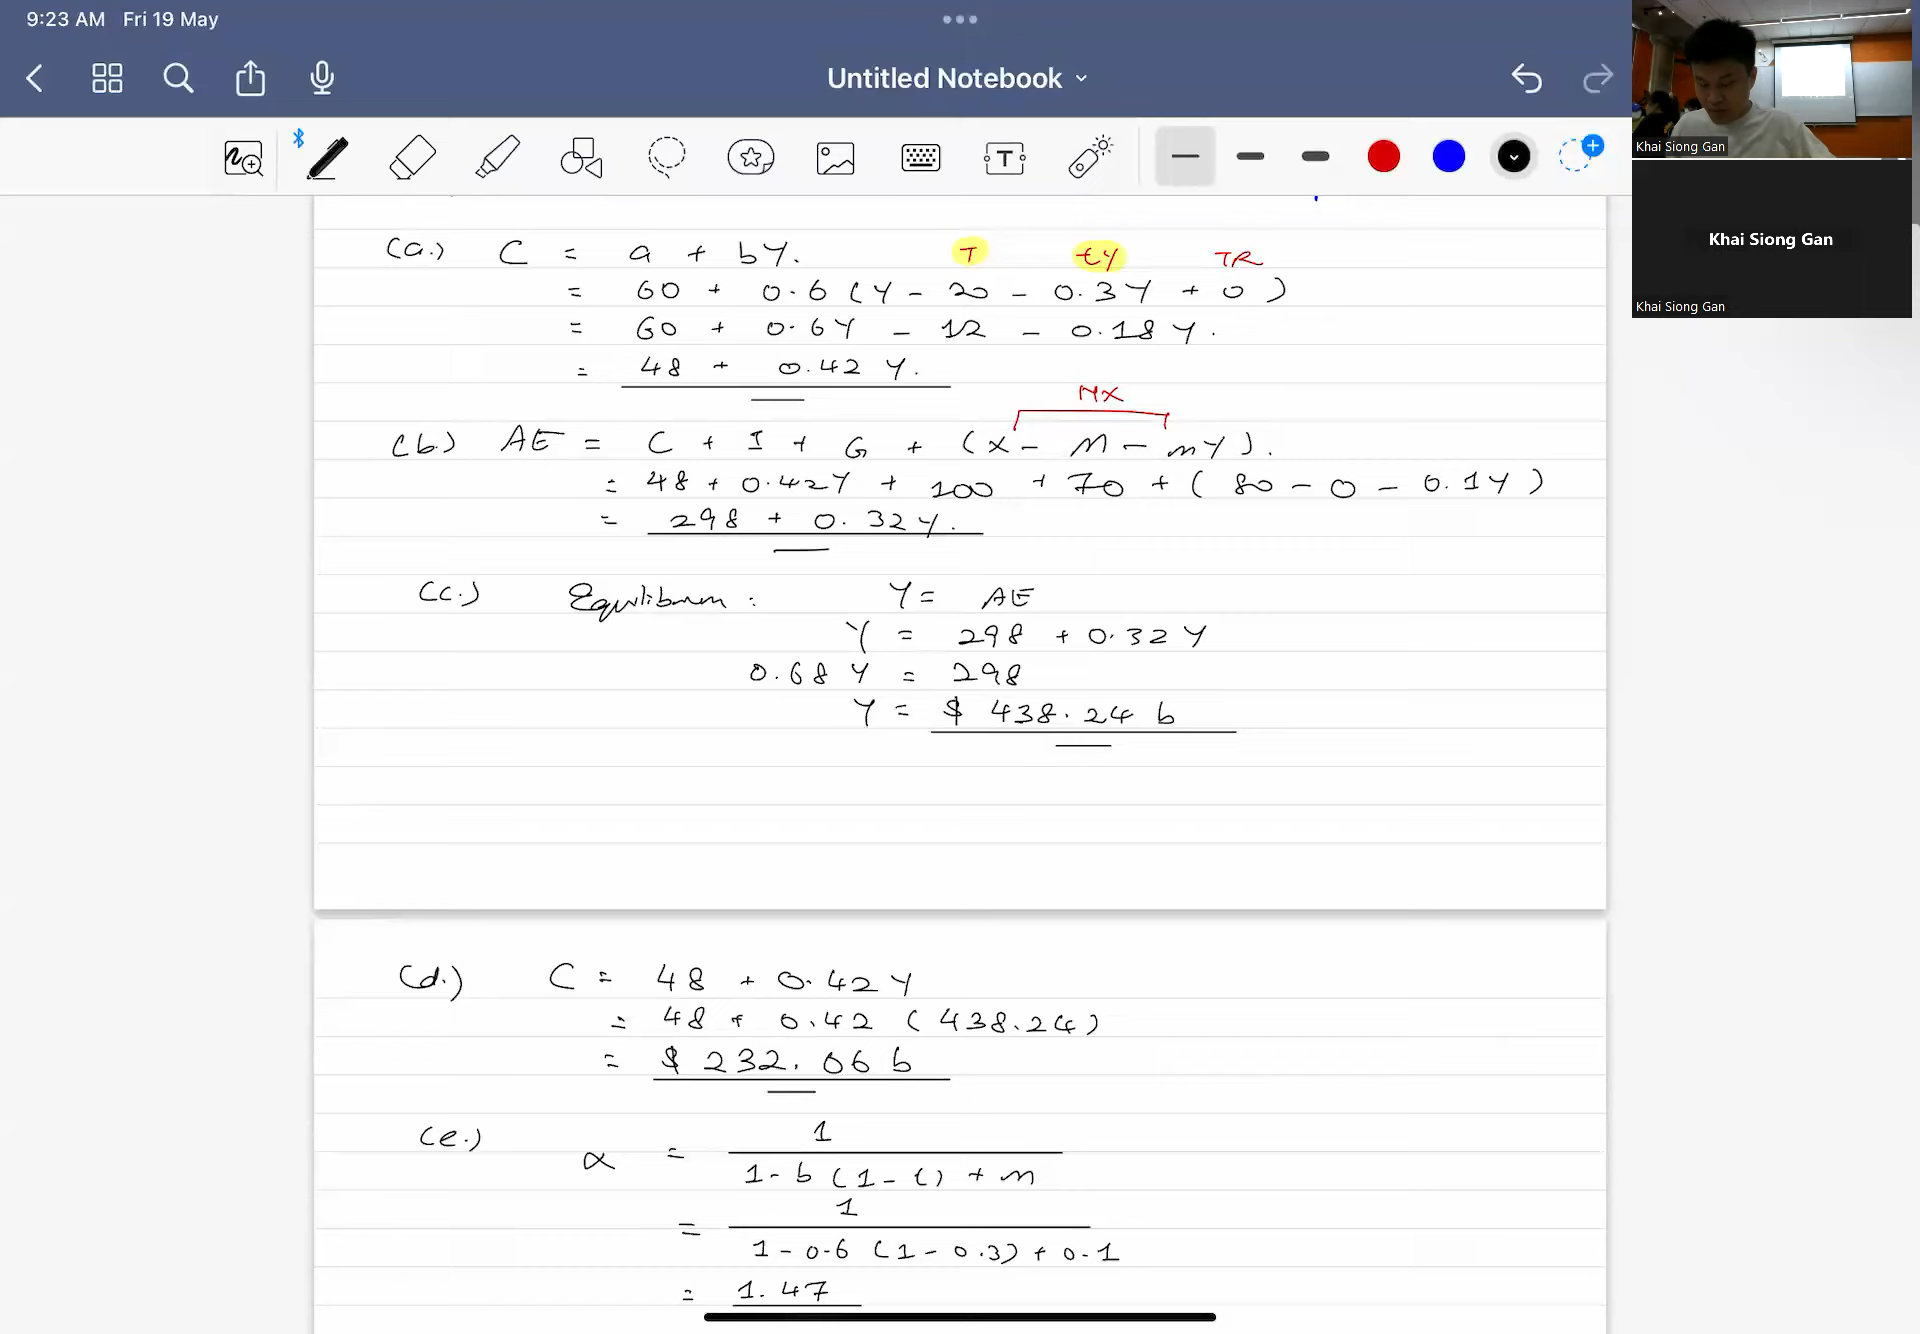 9:23 AM Fri 19 May
Untitled Notebook
Khai Siong Gan
Khai Siong Gan
Khai Siong Gan
T
(a.) C = a + bY. T tY TR
= 60 + 0.6 (Y - 20 - 0.3Y + 0)
= 60 + 0.6Y - 12 - 0.18Y.
= 48 + 0.42Y.
NX
(b.) AE = C + I + G + (X - M - mY).
= 48 + 0.42Y + 100 + 70 + (80 - 0 - 0.1Y)
= 298 + 0.32Y.
(c.) Equilibrium: Y = AE
Y = 298 + 0.32Y
0.68Y = 298
Y = $438.24 b
(d.) C = 48 + 0.42Y
= 48 + 0.42 (438.24)
= $232.06 b
(e.) α = 1
1 - b (1 - t) + m
= 1
1 - 0.6 (1 - 0.3) + 0.1
= 1.47